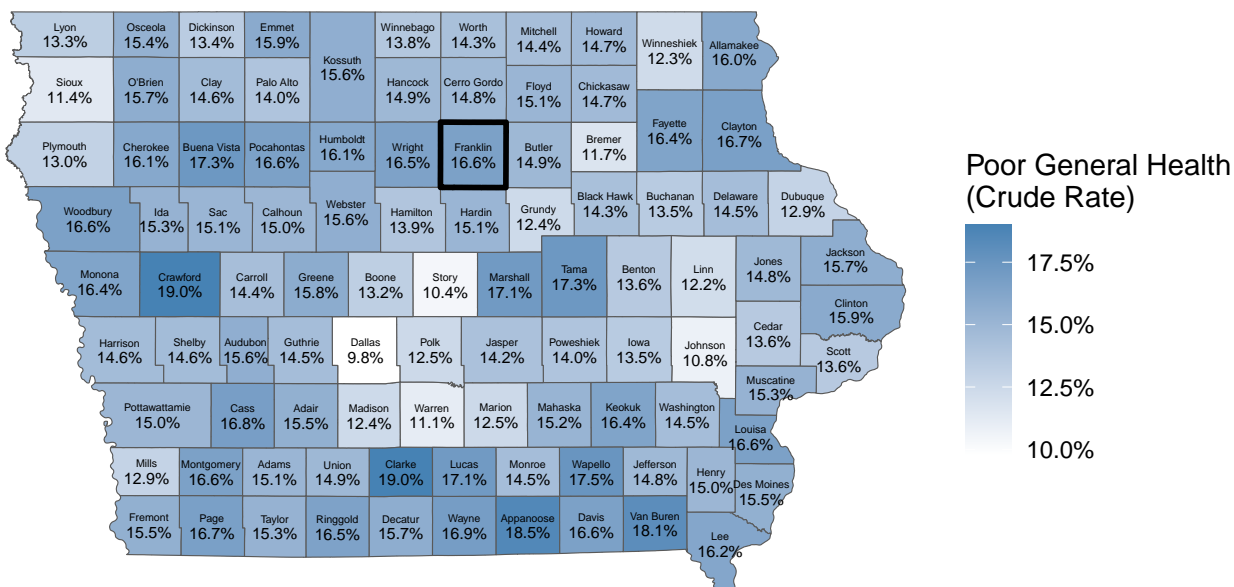 Lyon
13.3%
Osceola
15.4%
Dickinson
13.4%
Emmet
15.9%
Kossuth
15.6%
Winnebago
13.8%
Worth
14.3%
Mitchell
14.4%
Howard
14.7%
Winneshiek
12.3%
Allamakee
16.0%
Sioux
11.4%
O'Brien
15.7%
Clay
14.6%
Palo Alto
14.0%
Hancock
14.9%
Cerro Gordo
14.8%
Floyd
15.1%
Chickasaw
14.7%
Plymouth
13.0%
Cherokee
16.1%
Buena Vista
17.3%
Pocahontas
16.6%
Humboldt
16.1%
Wright
16.5%
Franklin
16.6%
Butler
14.9%
Bremer
11.7%
Fayette
16.4%
Clayton
16.7%
Woodbury
16.6%
Ida
15.3%
Sac
15.1%
Calhoun
15.0%
Webster
15.6%
Hamilton
13.9%
Hardin
15.1%
Grundy
12.4%
Black Hawk
14.3%
Buchanan
13.5%
Delaware
14.5%
Dubuque
12.9%
Monona
16.4%
Crawford
19.0%
Carroll
14.4%
Greene
15.8%
Boone
13.2%
Story
10.4%
Marshall
17.1%
Tama
17.3%
Benton
13.6%
Linn
12.2%
Jones
14.8%
Jackson
15.7%
Clinton
15.9%
Harrison
14.6%
Shelby
14.6%
Audubon
15.6%
Guthrie
14.5%
Dallas
9.8%
Polk
12.5%
Jasper
14.2%
Poweshiek
14.0%
Iowa
13.5%
Johnson
10.8%
Cedar
13.6%
Scott
13.6%
Muscatine
15.3%
Pottawattamie
15.0%
Cass
16.8%
Adair
15.5%
Madison
12.4%
Warren
11.1%
Marion
12.5%
Mahaska
15.2%
Keokuk
16.4%
Washington
14.5%
Louisa
16.6%
Mills
12.9%
Montgomery
16.6%
Adams
15.1%
Union
14.9%
Clarke
19.0%
Lucas
17.1%
Monroe
14.5%
Wapello
17.5%
Jefferson
14.8%
Henry
15.0%
Des Moines
15.5%
Fremont
15.5%
Page
16.7%
Taylor
15.3%
Ringgold
16.5%
Decatur
15.7%
Wayne
16.9%
Appanoose
18.5%
Davis
16.6%
Van Buren
18.1%
Lee
16.2%
Poor General Health
(Crude Rate)
17.5%
15.0%
12.5%
10.0%